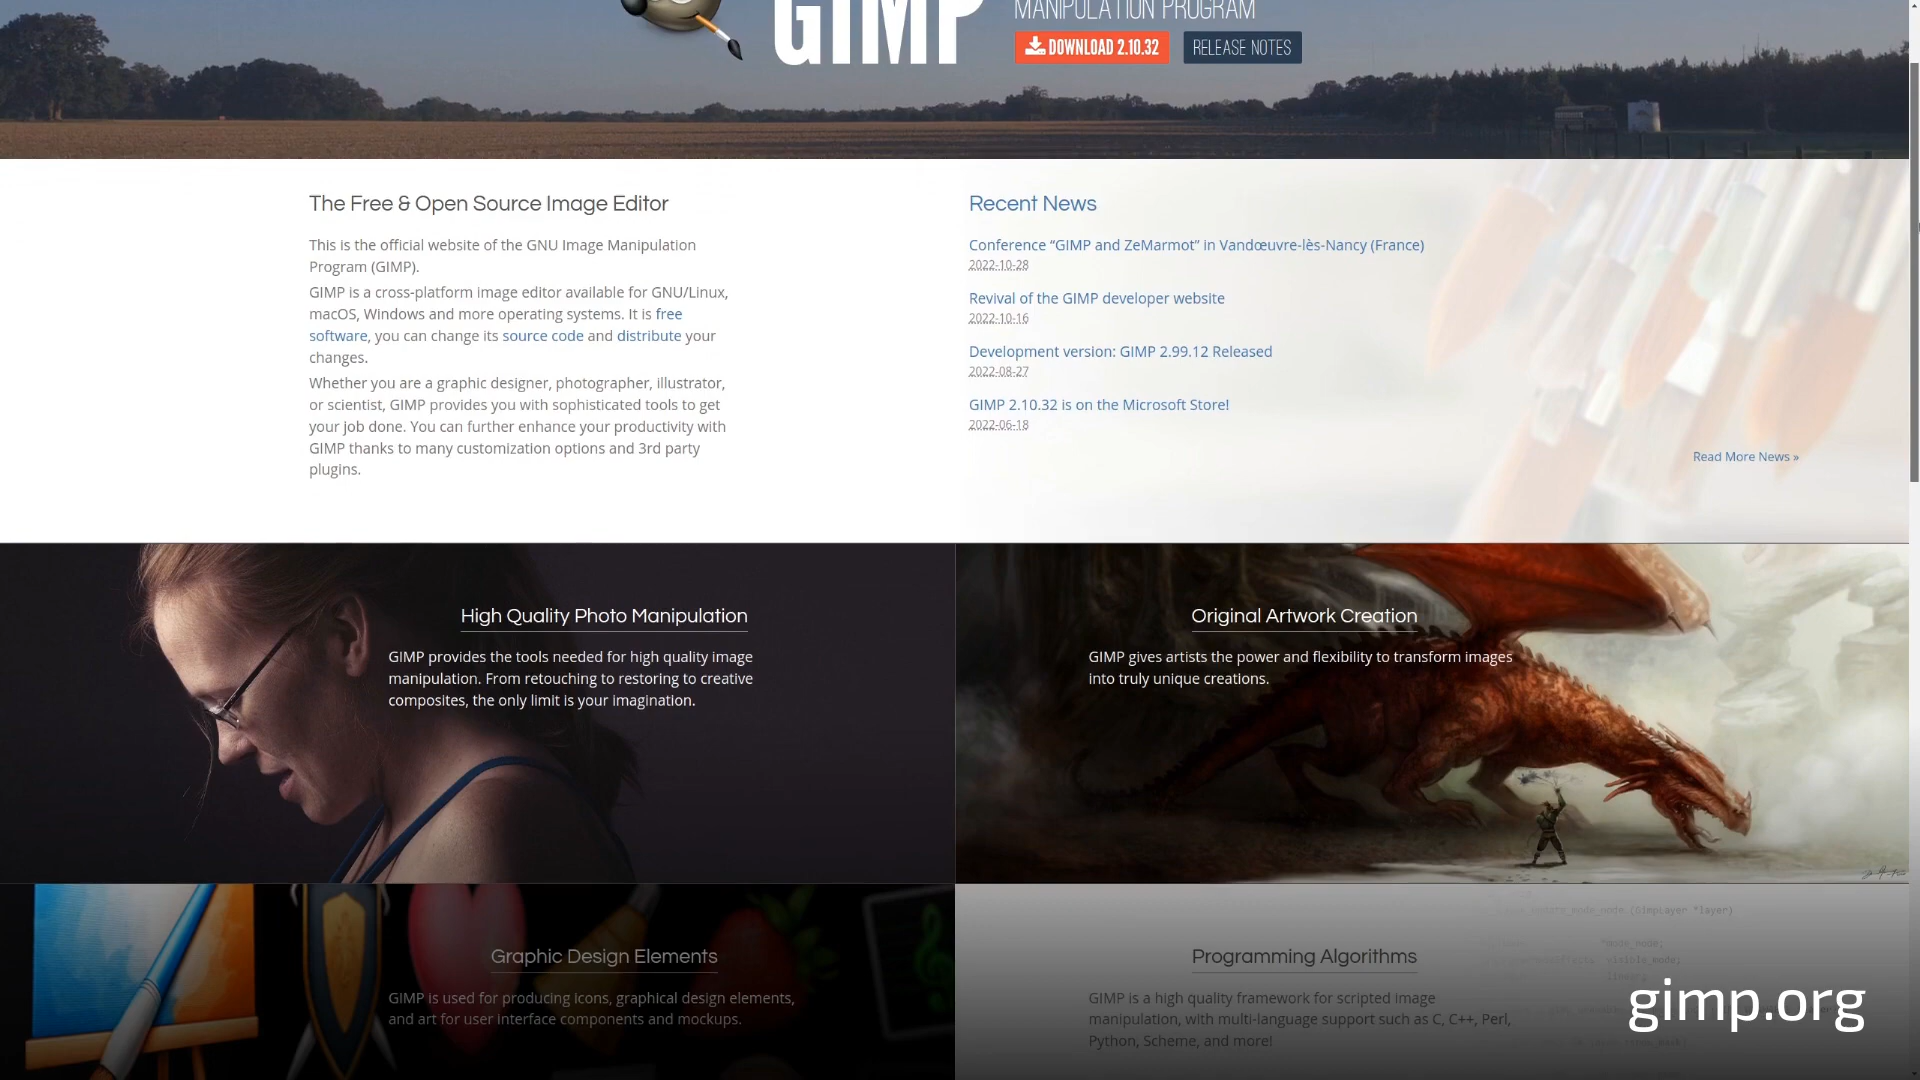 GIMP
MANIPULATION PROGRAM
DOWNLOAD 2.10.32
RELEASE NOTES
The Free & Open Source Image Editor
This is the official website of the GNU Image Manipulation
Program (GIMP).
GIMP is a cross-platform image editor available for GNU/Linux,
macOS, Windows and more operating systems. It is free
software, you can change its source code and distribute your
changes.
Whether you are a graphic designer, photographer, illustrator,
or scientist, GIMP provides you with sophisticated tools to get
your job done. You can further enhance your productivity with
GIMP thanks to many customization options and 3rd party
plugins.
Recent News
Conference “GIMP and ZeMarmot” in Vandœuvre-lès-Nancy (France)
2022-10-28
Revival of the GIMP developer website
2022-10-16
Development version: GIMP 2.99.12 Released
2022-08-27
GIMP 2.10.32 is on the Microsoft Store!
2022-06-18
Read More News »
High Quality Photo Manipulation
GIMP provides the tools needed for high quality image
manipulation. From retouching to restoring to creative
composites, the only limit is your imagination.
Original Artwork Creation
GIMP gives artists the power and flexibility to transform images
into truly unique creations.
Graphic Design Elements
GIMP is used for producing icons, graphical design elements,
and art for user interface components and mockups.
Programming Algorithms
GIMP is a high quality framework for scripted image
manipulation, with multi-language support such as C, C++, Perl,
Python, Scheme, and more!
(GimpLayer *layer)
*mode_node;
visible_mode;
gimp.org